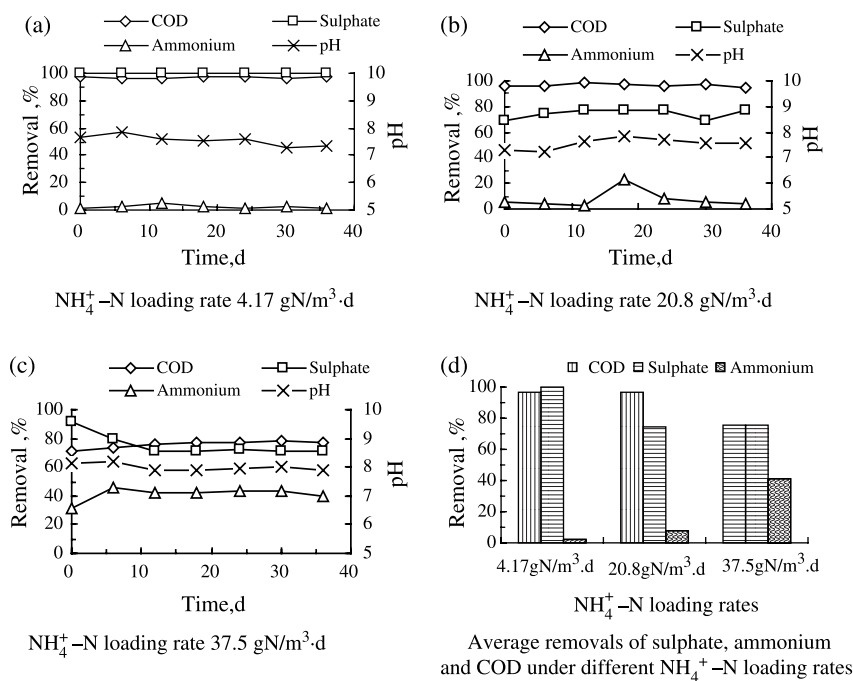 (a)
COD Sulphate
Ammonium pH
Removal ,%
100
80
60
40
20
0
10
9
8
7
6
5
pH
0 10 20 30 40
Time,d
NH₄⁺–N loading rate 4.17 gN/m³·d
(b)
COD Sulphate
Ammonium pH
Removal ,%
100
80
60
40
20
0
10
9
8
7
6
5
pH
0 10 20 30 40
Time,d
NH₄⁺–N loading rate 20.8 gN/m³·d
(c)
COD Sulphate
Ammonium pH
Removal ,%
100
80
60
40
20
0
10
9
8
7
6
5
pH
0 10 20 30 40
Time,d
NH₄⁺–N loading rate 37.5 gN/m³·d
(d)
COD Sulphate Ammonium
Removal ,%
100
80
60
40
20
0
4.17gN/m³.d 20.8gN/m³.d 37.5gN/m³.d
NH₄⁺–N loading rates
Average removals of sulphate, ammonium
and COD under different NH₄⁺–N loading rates